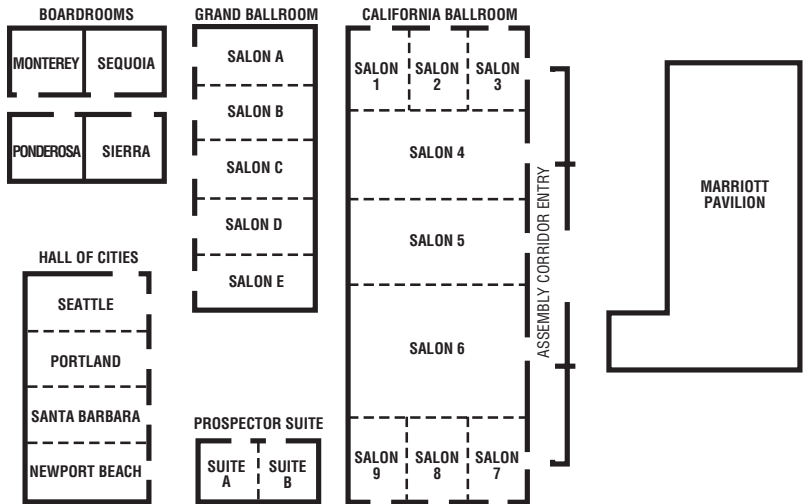 BOARDROOMS
MONTEREY
SEQUOIA
PONDEROSA
SIERRA
HALL OF CITIES
SEATTLE
PORTLAND
SANTA BARBARA
NEWPORT BEACH
GRAND BALLROOM
SALON A
SALON B
SALON C
SALON D
SALON E
PROSPECTOR SUITE
SUITE
A
SUITE
B
CALIFORNIA BALLROOM
SALON
1
SALON
2
SALON
3
SALON 4
SALON 5
SALON 6
SALON
9
SALON
8
SALON
7
ASSEMBLY CORRIDOR ENTRY
MARRIOTT
PAVILION